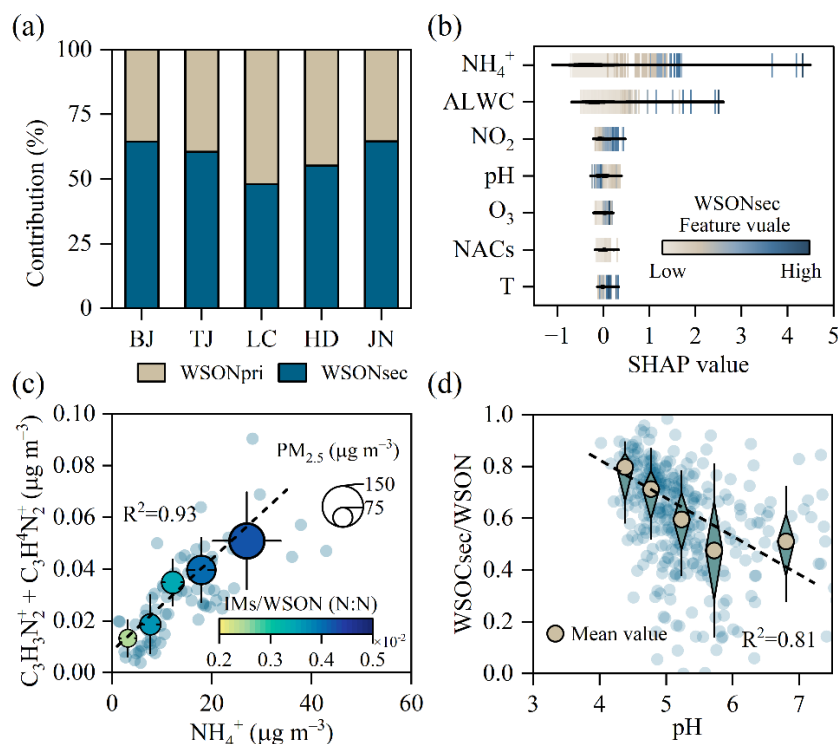 (a)
Contribution (%)
100
75
50
25
0
BJ TJ LC HD JN
WSONpri WSONsec
(b)
NH₄⁺
ALWC
NO₂
pH
O₃
NACs
T
WSONsec
Feature vuale
Low High
−1 0 1 2 3 4 5
SHAP value
(c)
C₃H₃N₂⁺ + C₃H⁴N₂⁺ (μg m⁻³)
0.10
0.08
0.06
0.04
0.02
0.00
PM₂.₅ (μg m⁻³)
150
75
R²=0.93
IMs/WSON (N:N)
×10⁻²
0.2 0.3 0.4 0.5
0 20 40 60
NH₄⁺ (μg m⁻³)
(d)
WSOCsec/WSON
1.0
0.8
0.6
0.4
0.2
0.0
Mean value
R²=0.81
3 4 5 6 7
pH